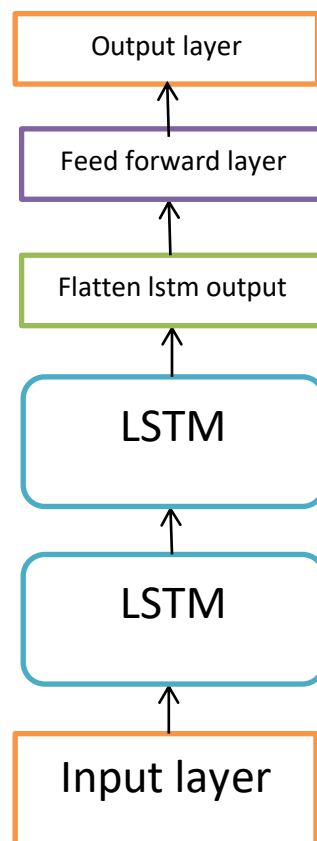 Output layer
Feed forward layer
Flatten lstm output
LSTM
LSTM
Input layer